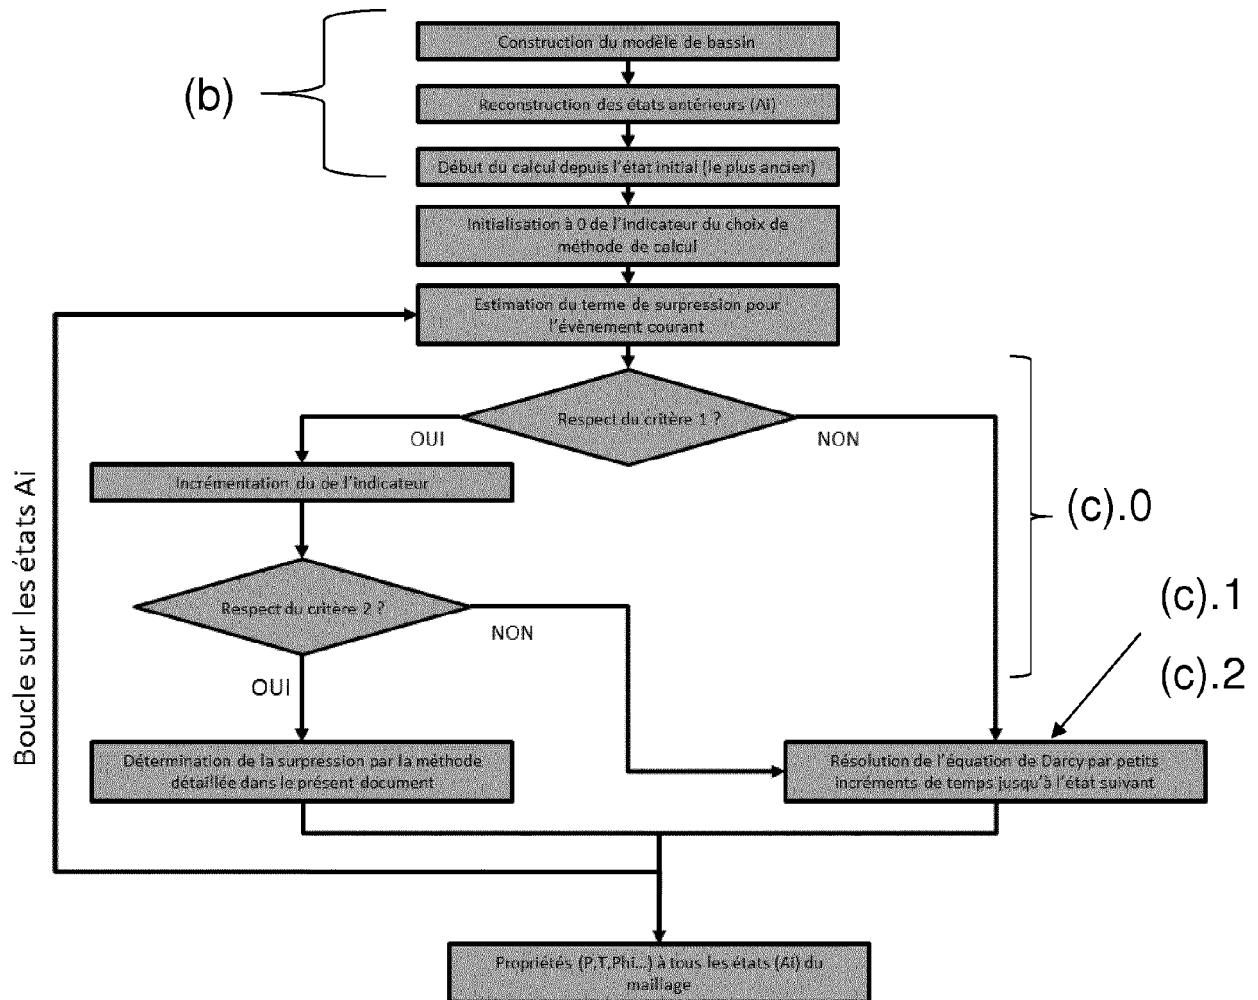 Construction du modèle de bassin
(b)
Reconstruction des états antérieurs (Ai)
Début du calcul depuis l'état initial (le plus ancien)
Initialisation à 0 de l'indicateur du choix de
méthode de calcul
Estimation du terme de surpression pour
l'évènement courant
Respect du critère 1 ?
OUI
NON
Incrémentation du de l'indicateur
(c).0
Respect du critère 2 ?
NON
OUI
(c).1
(c).2
Boucle sur les états Ai
Détermination de la surpression par la méthode
détaillée dans le présent document
Résolution de l'équation de Darcy par petits
incréments de temps jusqu'à l'état suivant
Propriétés (P,T,Phi...) à tous les états (Ai) du
maillage